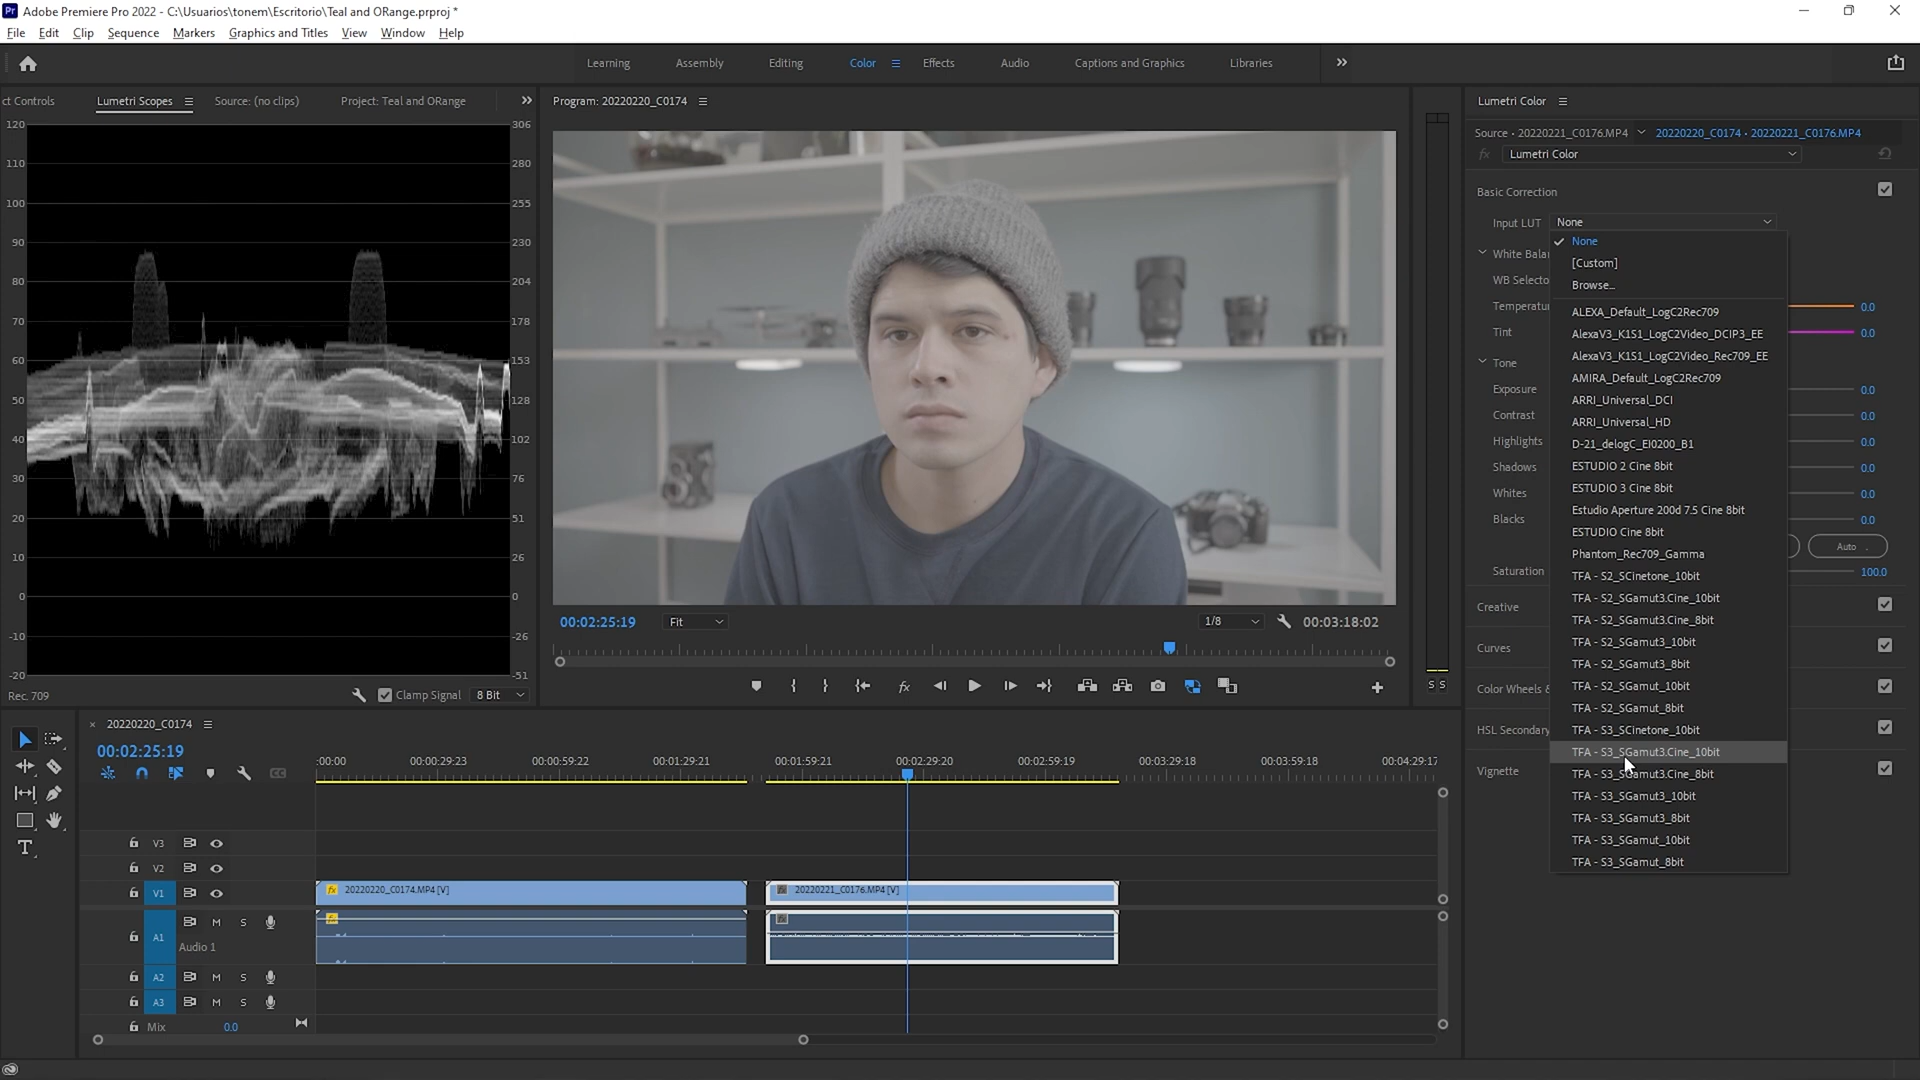 Pr Adobe Premiere Pro 2022 - C:\Usuarios\tonem\Escritorio\Teal and ORange.prproj *
File Edit Clip Sequence Markers Graphics and Titles View Window Help
Learning Assembly Editing Color Effects Audio Captions and Graphics Libraries
ct Controls Lumetri Scopes Source: (no clips) Project: Teal and ORange
Program: 20220220_C0174
Lumetri Color
Source • 20220221_C0176.MP4 20220220_C0174 • 20220221_C0176.MP4
fx Lumetri Color
Basic Correction
Input LUT None
White Bala
WB Selecto
Temperatu 0.0
Tint 0.0
Tone
Exposure 0.0
Contrast 0.0
Highlights 0.0
Shadows 0.0
Whites 0.0
Blacks 0.0
Auto
Saturation 100.0
Creative
Curves
Color Wheels &
HSL Secondary
Vignette
None
[Custom]
Browse...
ALEXA_Default_LogC2Rec709
AlexaV3_K1S1_LogC2Video_DCIP3_EE
AlexaV3_K1S1_LogC2Video_Rec709_EE
AMIRA_Default_LogC2Rec709
ARRI_Universal_DCI
ARRI_Universal_HD
D-21_delogC_EI0200_B1
ESTUDIO 2 Cine 8bit
ESTUDIO 3 Cine 8bit
Estudio Aperture 200d 7.5 Cine 8bit
ESTUDIO Cine 8bit
Phantom_Rec709_Gamma
TFA - S2_SCinetone_10bit
TFA - S2_SGamut3.Cine_10bit
TFA - S2_SGamut3.Cine_8bit
TFA - S2_SGamut3_10bit
TFA - S2_SGamut3_8bit
TFA - S2_SGamut_10bit
TFA - S2_SGamut_8bit
TFA - S3_SCinetone_10bit
TFA - S3_SGamut3.Cine_10bit
TFA - S3_SGamut3.Cine_8bit
TFA - S3_SGamut3_10bit
TFA - S3_SGamut3_8bit
TFA - S3_SGamut_10bit
TFA - S3_SGamut_8bit
120 306
110 280
100 255
90 230
80 204
70 178
60 153
50 128
40 102
30 76
20 51
10 26
0 0
-10 -26
-20 -51
Rec. 709 Clamp Signal 8 Bit
00:02:25:19 Fit 1/8 00:03:18:02
fx
S S
20220220_C0174
00:02:25:19
:00:00 00:00:29:23 00:00:59:22 00:01:29:21 00:01:59:21 00:02:29:20 00:02:59:19 00:03:29:18 00:03:59:18 00:04:29:17
V3
V2
V1 fx 20220220_C0174.MP4 [V] fx 20220221_C0176.MP4 [V]
A1 M S
Audio 1
A2 M S
A3 M S
Mix 0.0